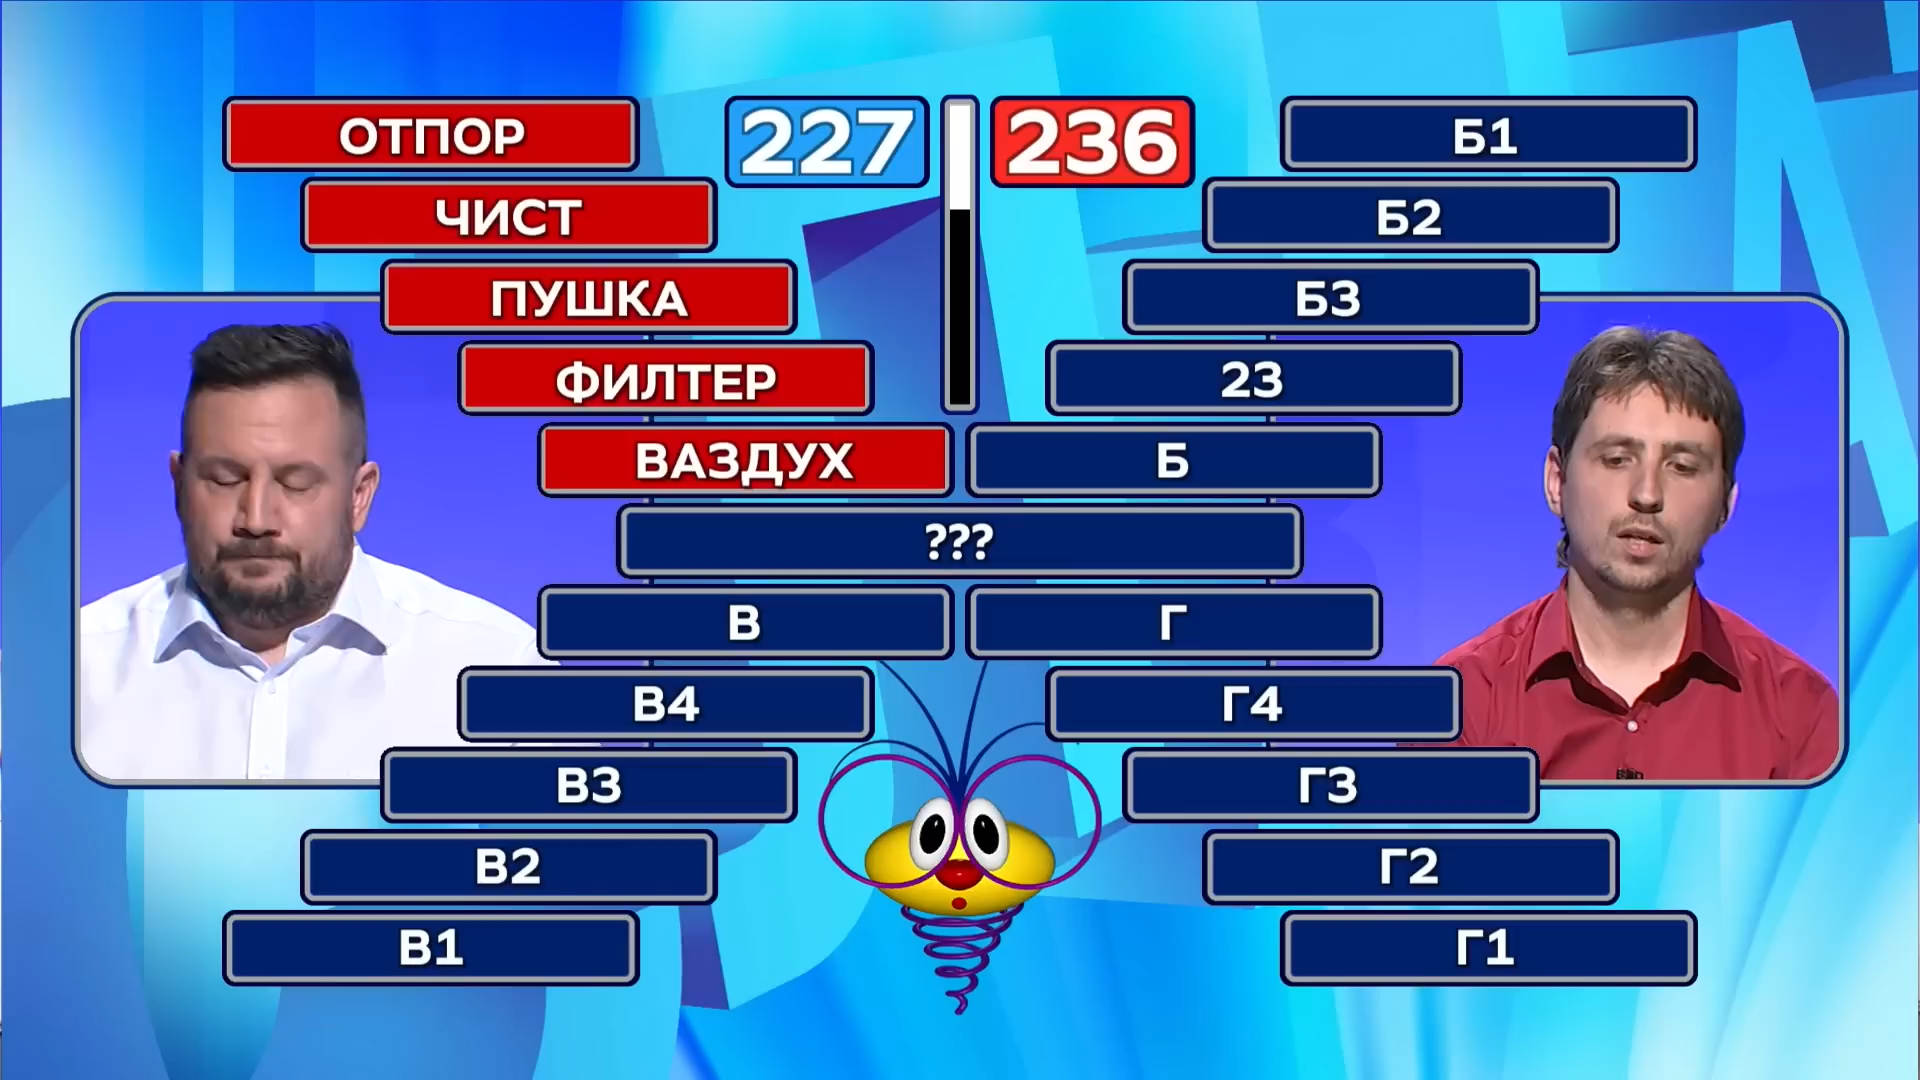 ОТПОР
227
236
Б1
ЧИСТ
Б2
ПУШКА
Б3
ФИЛТЕР
23
ВАЗДУХ
Б
???
В
Г
В4
Г4
В3
Г3
В2
Г2
В1
Г1